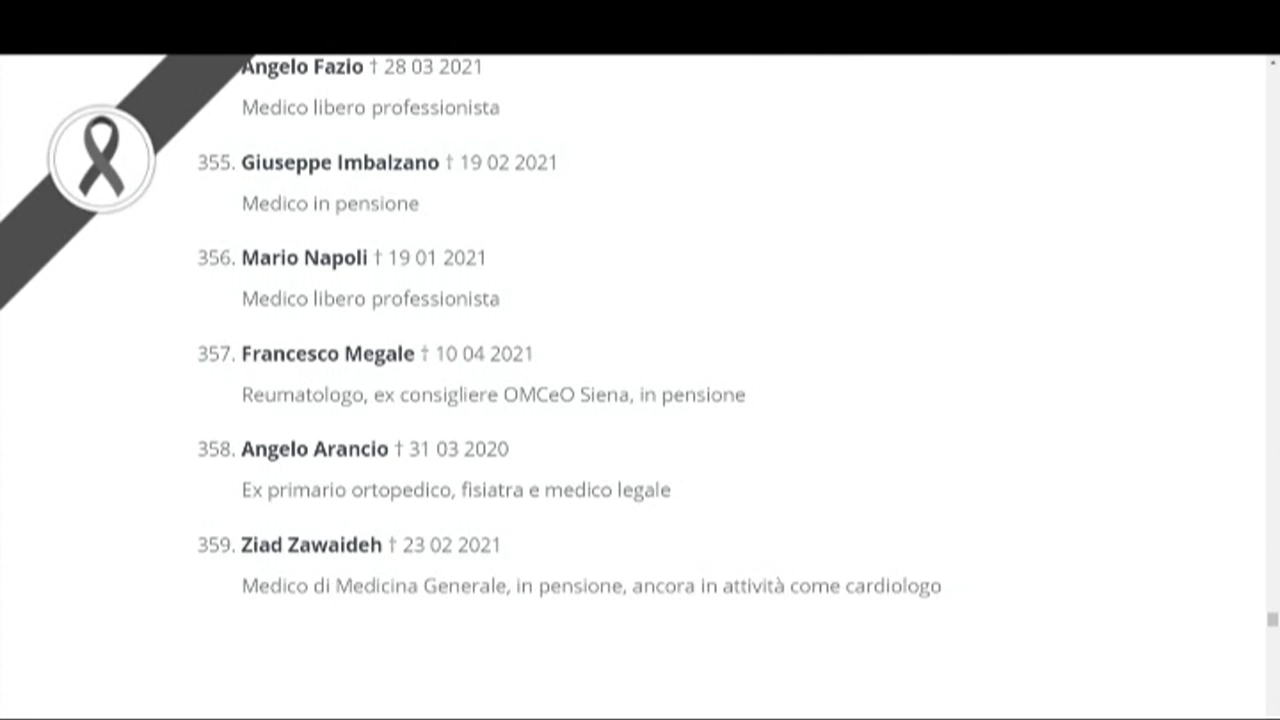 Angelo Fazio † 28 03 2021
Medico libero professionista
355. Giuseppe Imbalzano † 19 02 2021
Medico in pensione
356. Mario Napoli † 19 01 2021
Medico libero professionista
357. Francesco Megale † 10 04 2021
Reumatologo, ex consigliere OMCeO Siena, in pensione
358. Angelo Arancio † 31 03 2020
Ex primario ortopedico, fisiatra e medico legale
359. Ziad Zawaideh † 23 02 2021
Medico di Medicina Generale, in pensione, ancora in attività come cardiologo